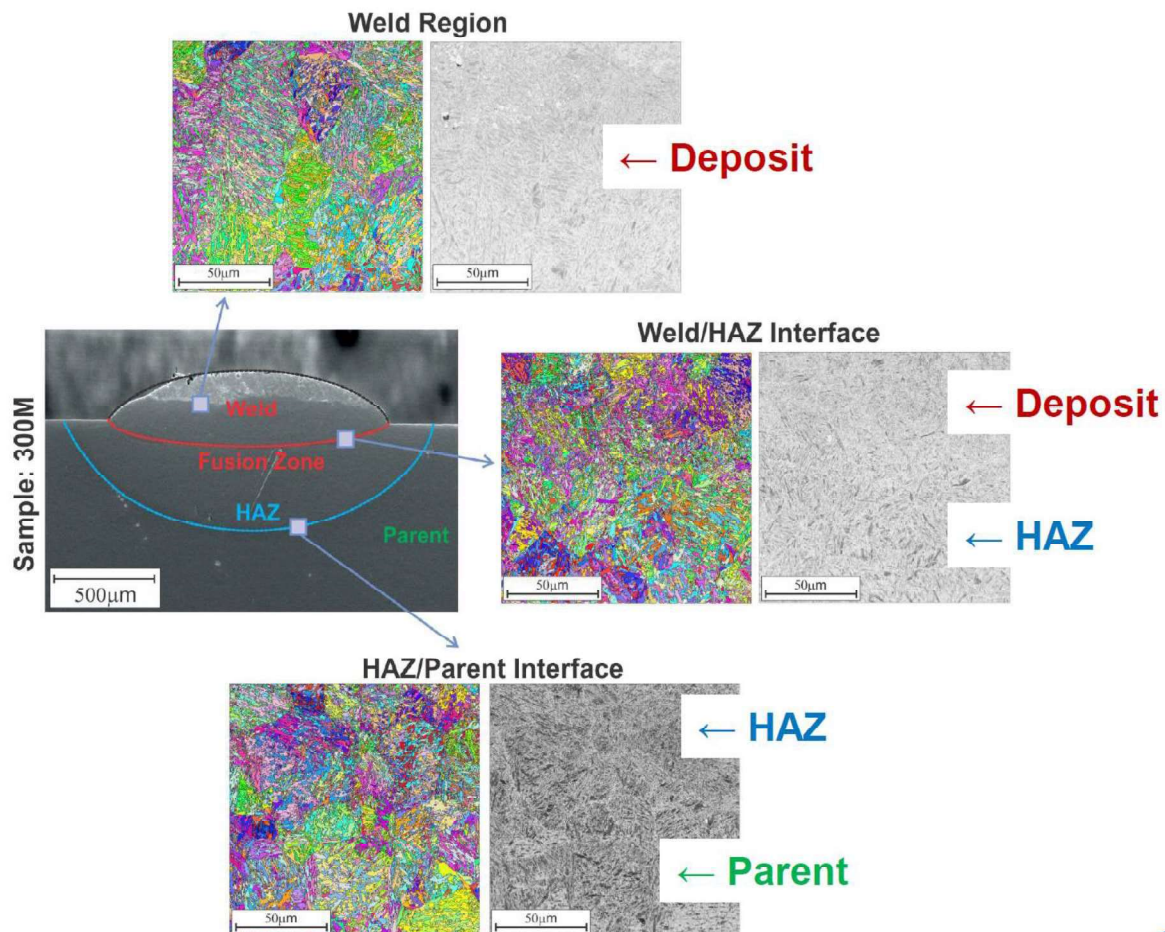 Weld Region
← Deposit
50μm
50μm
Weld/HAZ Interface
Sample: 300M
Weld
Fusion Zone
HAZ
Parent
500μm
← Deposit
← HAZ
50μm
50μm
HAZ/Parent Interface
← HAZ
← Parent
50μm
50μm